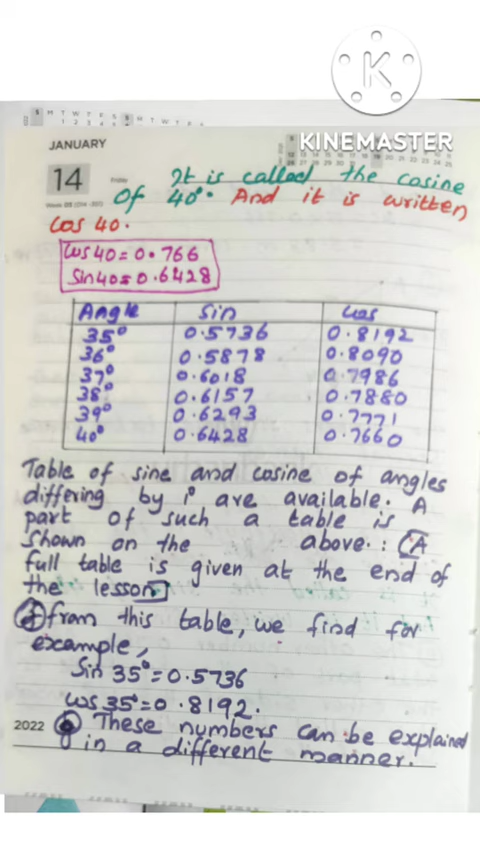 K
KINEMASTER
S M T W T F S S M T W T F S
JANUARY
14 Friday
It is called the cosine
of 40°. And it is written
cos 40.
cos 40 = 0.766
Sin 40 = 0.6428
Angle Sin cos
35° 0.5736 0.8192
36° 0.5878 0.8090
37° 0.6018 0.7986
38° 0.6157 0.7880
39° 0.6293 0.7771
40° 0.6428 0.7660
Table of sine and cosine of angles
differing by 1° are available. A
part of such a table is
shown on the above. : (A
full table is given at the end of
the lesson
from this table, we find for
example,
Sin 35° = 0.5736
cos 35° = 0.8192.
2022 These numbers can be explained
in a different manner.